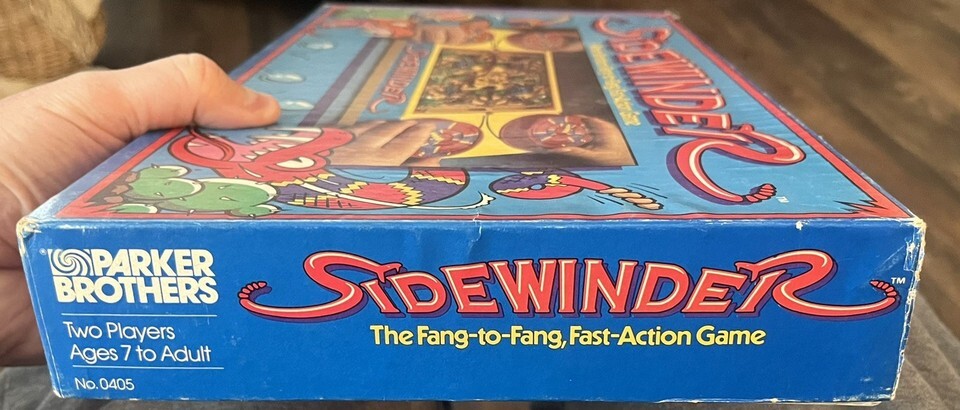 SIDEWINDER
SIDEWINDER
PARKER
BROTHERS
Two Players
Ages 7 to Adult
No. 0405
SIDEWINDER™
The Fang-to-Fang, Fast-Action Game